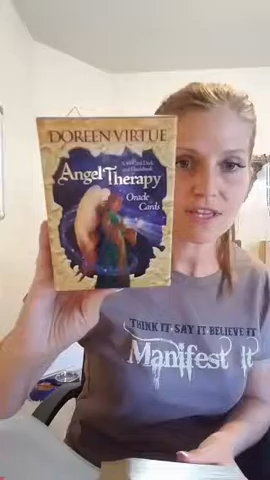 DOREEN VIRTUE
A 44-Card Deck
and Guidebook
Angel Therapy
Oracle
Cards
THINK IT SAY IT BELIEVE IT
Manifest It